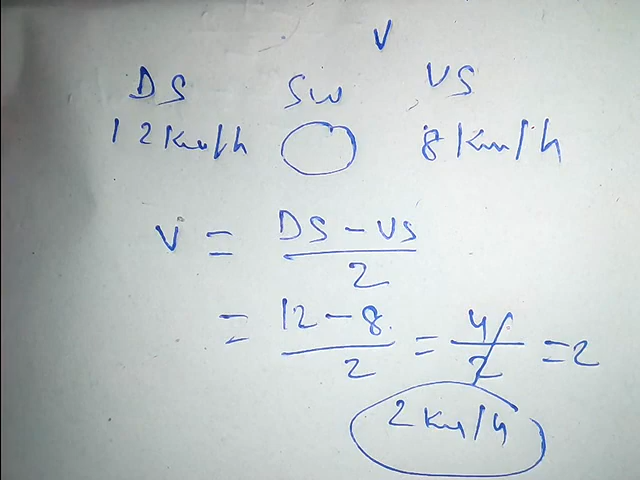 V
DS SW US
12 Km/h 8 Km/h
V = DS - US / 2
= 12 - 8 / 2 = 4/2 = 2
2 Km/h